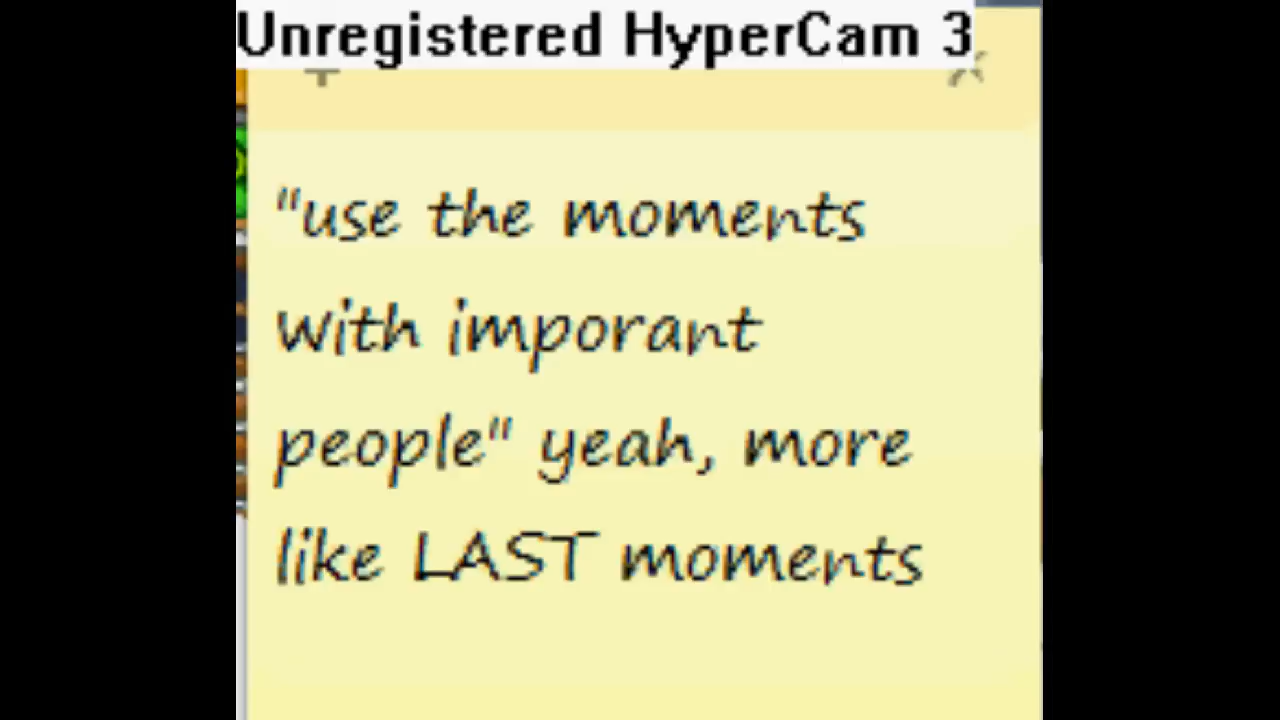 Unregistered HyperCam 3
"use the moments
with imporant
people" yeah, more
like LAST moments